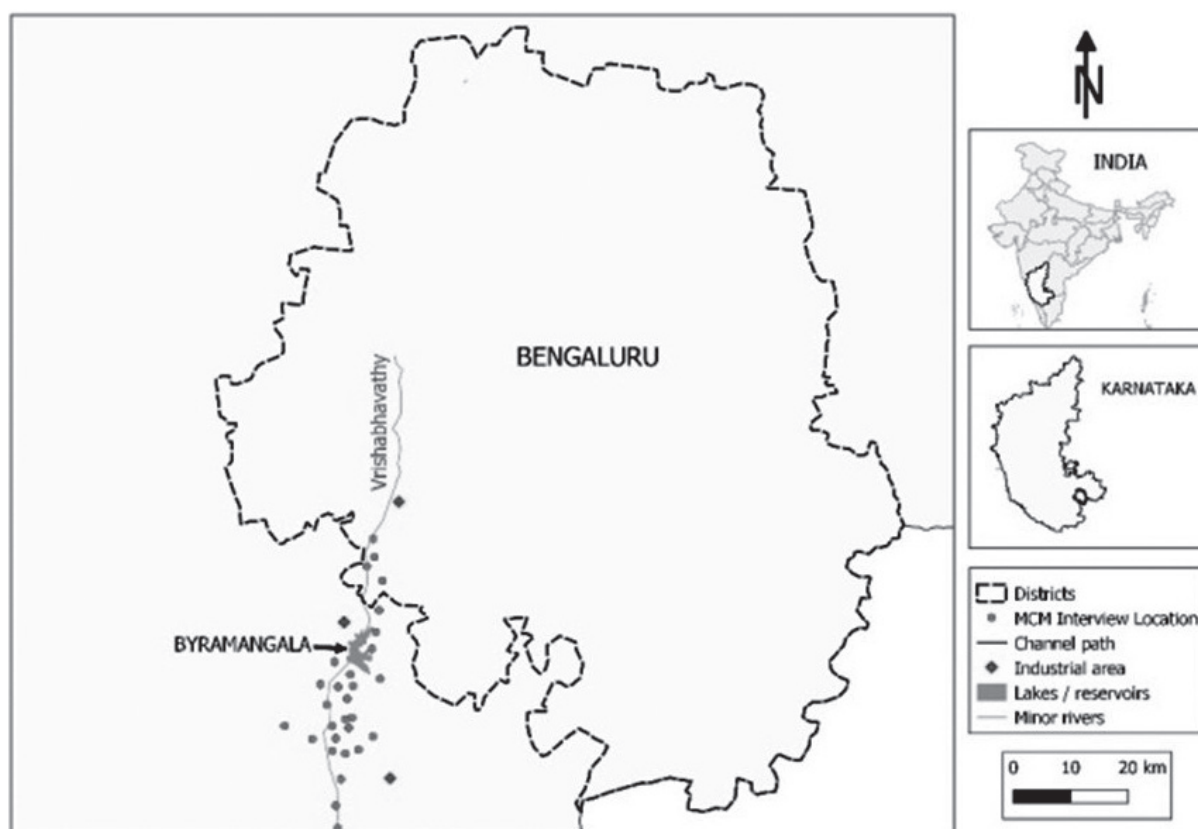 N
INDIA
BENGALURU
Vrishabhavathy
KARNATAKA
BYRAMANGALA
Districts
MCM Interview Location
Channel path
Industrial area
Lakes / reservoirs
Minor rivers
0 10 20 km